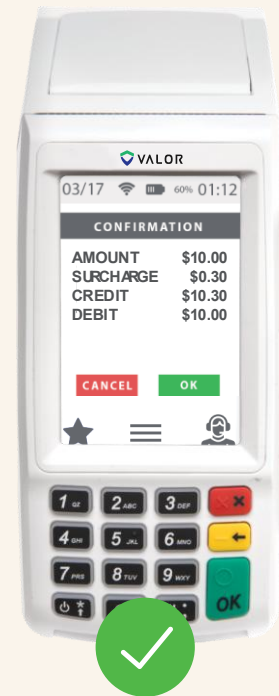 VALOR
03/17 60% 01:12
CONFIRMATION
AMOUNT $10.00
SURCHARGE $0.30
CREDIT $10.30
DEBIT $10.00
CANCEL OK
1
2 ABC 3 DEF
4 GHI 5 JKL 6 MNO
7 PRS 8 TUV 9 WXY
OK